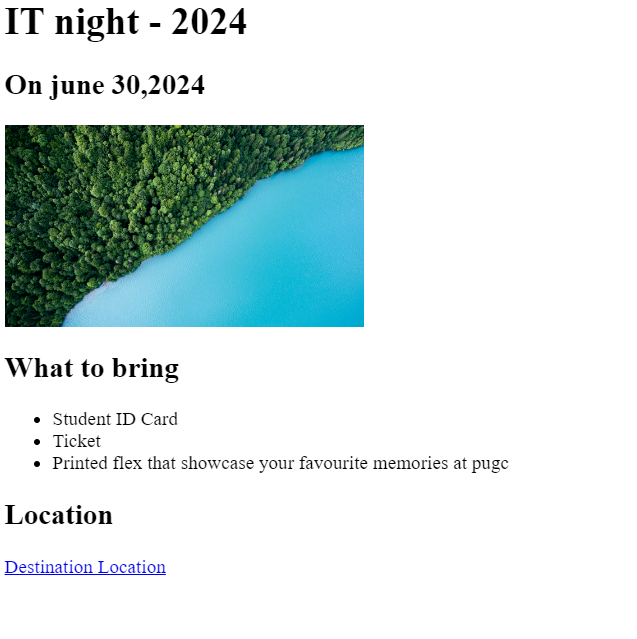 IT night - 2024
On june 30,2024
What to bring
Student ID Card
Ticket
Printed flex that showcase your favourite memories at pugc
Location
Destination Location